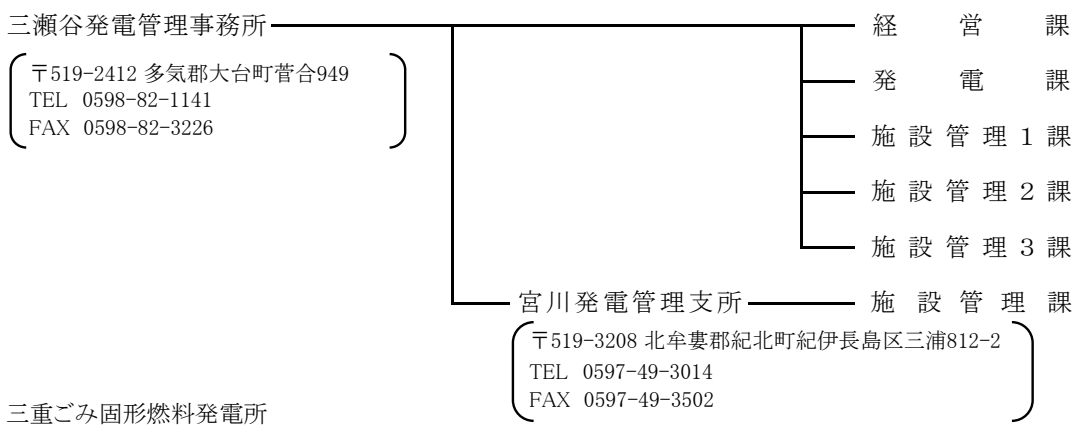 三瀬谷発電管理事務所 経営課
〒519-2412 多気郡大台町菅合949
TEL 0598-82-1141
FAX 0598-82-3226
発電課
施設管理1課
施設管理2課
施設管理3課
宮川発電管理支所 施設管理課
〒519-3208 北牟婁郡紀北町紀伊長島区三浦812-2
TEL 0597-49-3014
FAX 0597-49-3502
三重ごみ固形燃料発電所